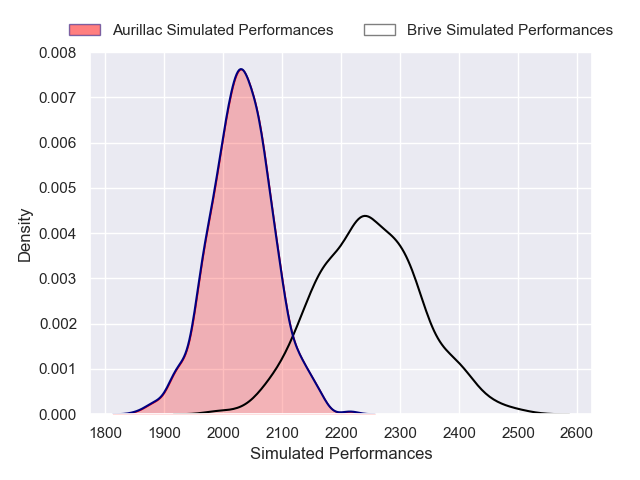 Aurillac Simulated Performances
Brive Simulated Performances
0.008
0.007
0.006
0.005
0.004
0.003
0.002
0.001
0.000
Density
1800 1900 2000 2100 2200 2300 2400 2500 2600
Simulated Performances